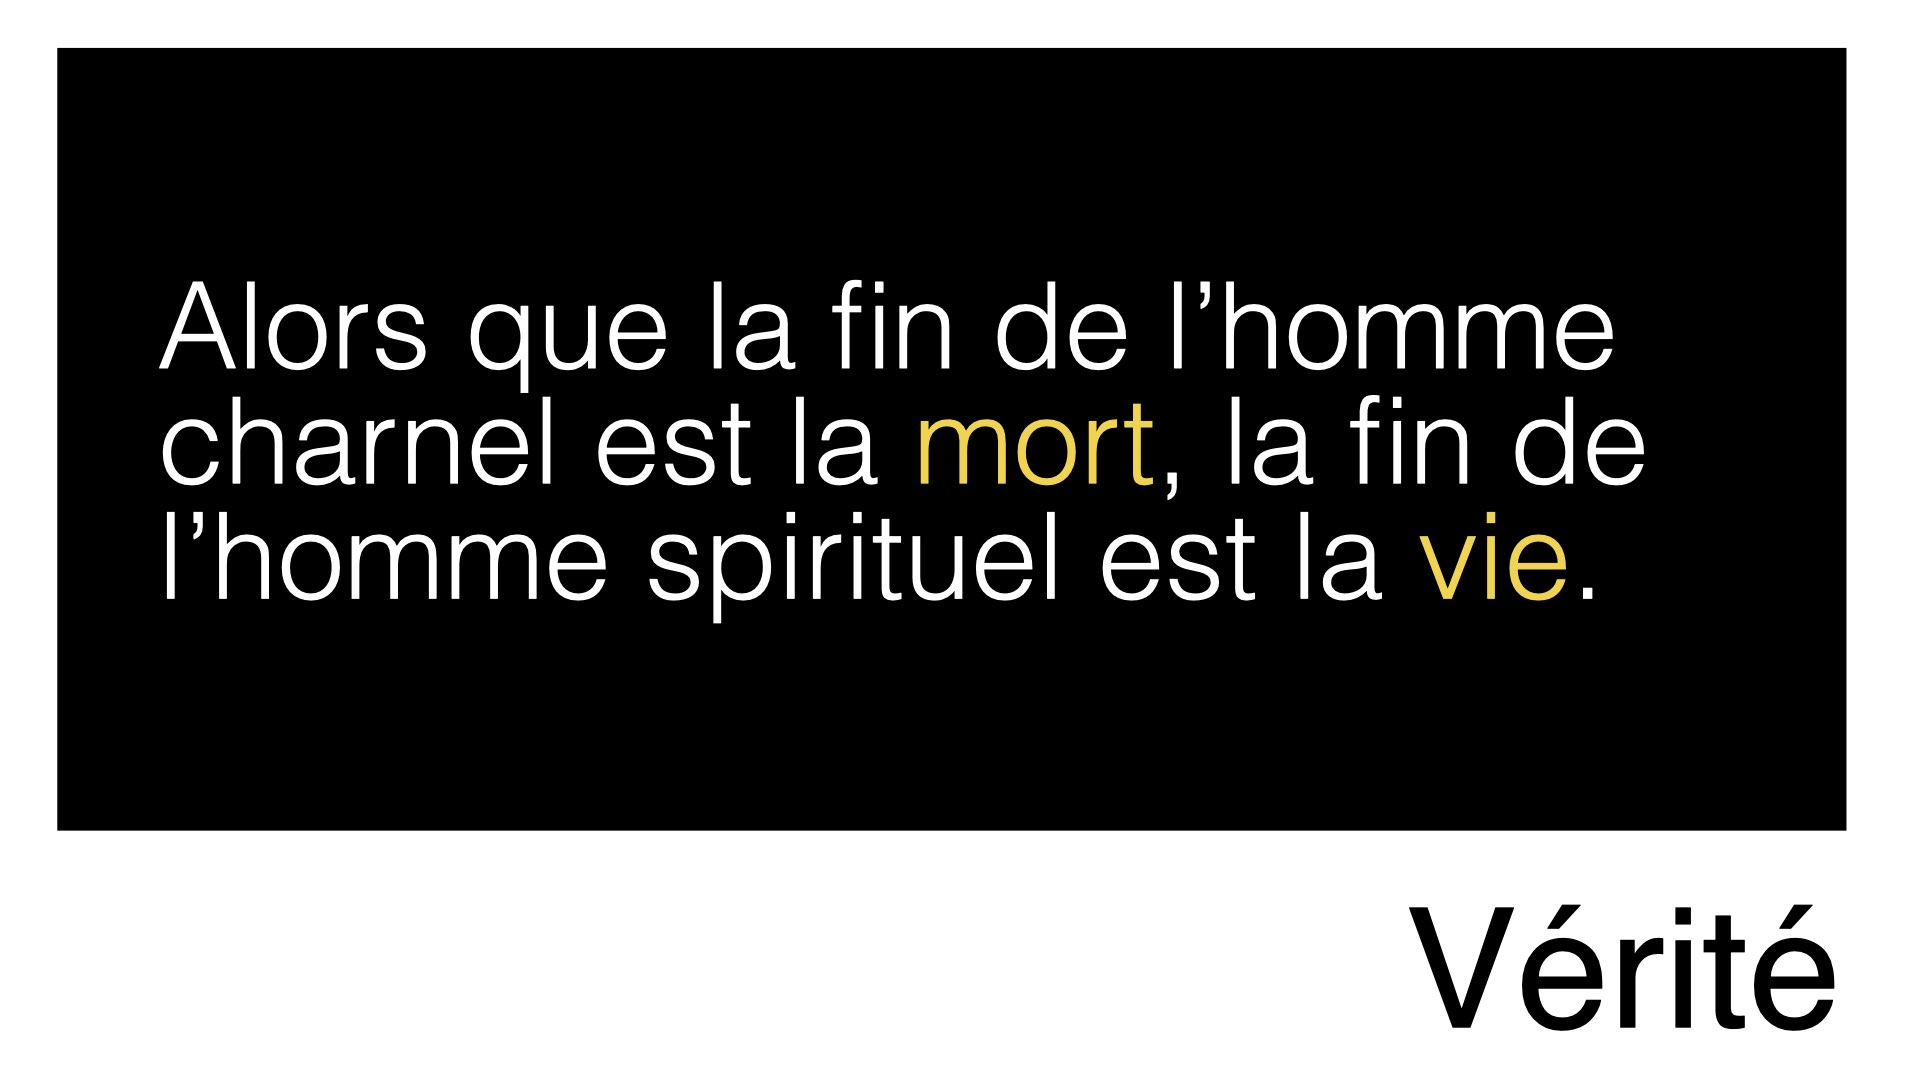 Alors que la fin de l’homme
charnel est la mort, la fin de
l’homme spirituel est la vie.
Vérité